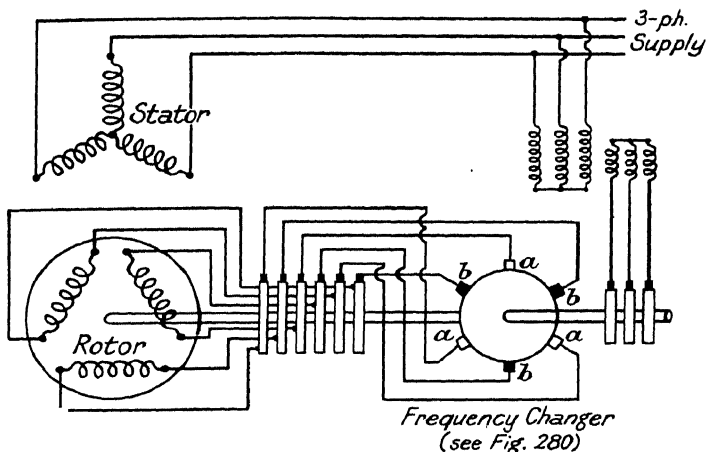 3-ph.
Supply
Stator
a
b
b
a
a
Rotor
b
Frequency Changer
(see Fig. 280)